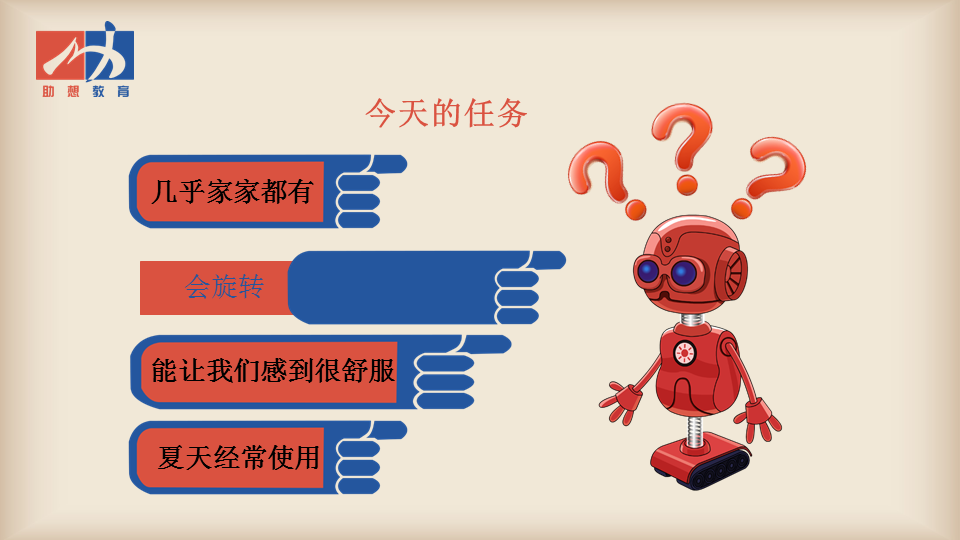 助想教育
今天的任务
几乎家家都有
会旋转
能让我们感到很舒服
夏天经常使用